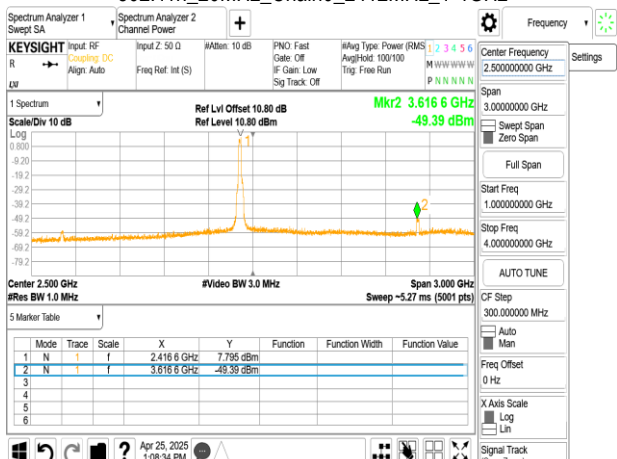 Spectrum Analyzer 1
Swept SA
Spectrum Analyzer 2
Channel Power
+
Frequency
KEYSIGHT
R
LXI
Input: RF
Coupling: DC
Align: Auto
Input Z: 50 Ω
Freq Ref: Int (S)
#Atten: 10 dB
PNO: Fast
Gate: Off
IF Gain: Low
Sig Track: Off
#Avg Type: Power (RMS
Avg|Hold: 100/100
Trig: Free Run
1 2 3 4 5 6
M W W W W W
P N N N N N
Center Frequency
2.500000000 GHz
Settings
Span
3.00000000 GHz
Swept Span
Zero Span
Full Span
Start Freq
1.000000000 GHz
Stop Freq
4.000000000 GHz
AUTO TUNE
CF Step
300.000000 MHz
Auto
Man
Freq Offset
0 Hz
X Axis Scale
Log
Lin
Signal Track
1 Spectrum
Scale/Div 10 dB
Log
Ref Lvl Offset 10.80 dB
Ref Level 10.80 dBm
Mkr2 3.616 6 GHz
-49.39 dBm
0.800
-9.20
-19.2
-29.2
-39.2
-49.2
-59.2
-69.2
-79.2
1
2
Center 2.500 GHz
#Res BW 1.0 MHz
#Video BW 3.0 MHz
Span 3.000 GHz
Sweep ~5.27 ms (5001 pts)
5 Marker Table
Mode Trace Scale X Y Function Function Width Function Value
1 N 1 f 2.416 6 GHz 7.795 dBm
2 N 1 f 3.616 6 GHz -49.39 dBm
3
4
5
6
?
Apr 25, 2025
1:08:34 PM